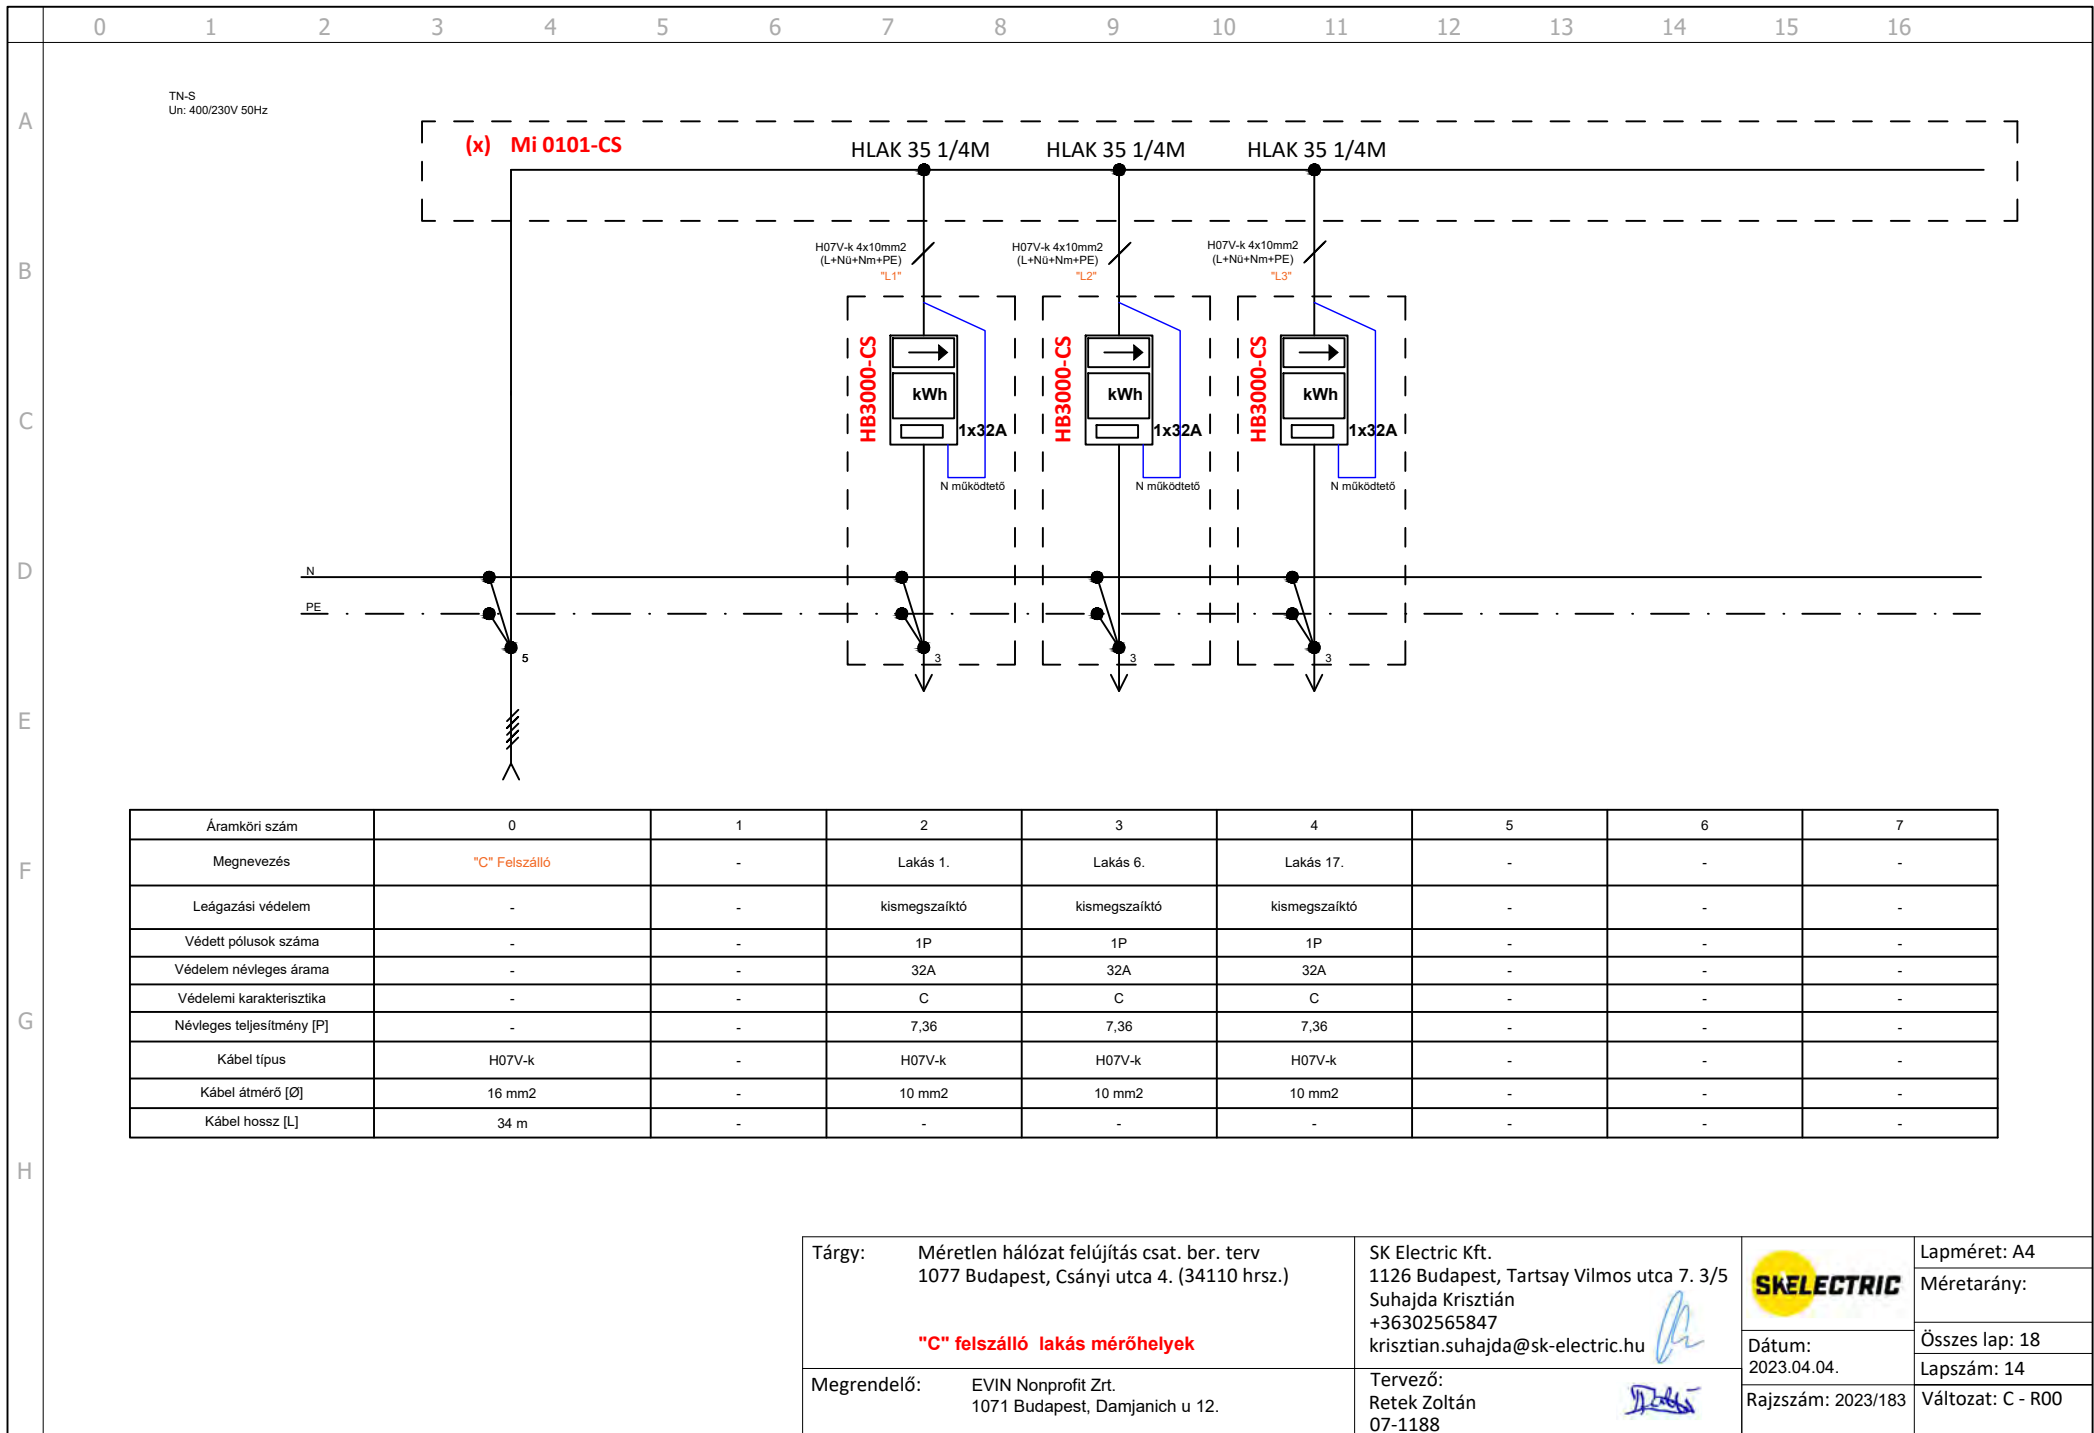 0 1 2 3 4 5 6 7 8 9 10 11 12 13 14 15 16
TN-S
Un: 400/230V 50Hz
A
(x) Mi 0101-CS
HLAK 35 1/4M HLAK 35 1/4M HLAK 35 1/4M
B
H07V-k 4x10mm2
(L+Nü+Nm+PE)
"L1"
H07V-k 4x10mm2
(L+Nü+Nm+PE)
"L2"
H07V-k 4x10mm2
(L+Nü+Nm+PE)
"L3"
C
HB3000-CS
kWh
1x32A
N működtető
HB3000-CS
kWh
1x32A
N működtető
HB3000-CS
kWh
1x32A
N működtető
D
N
PE
5 3 3 3
E
Áramköri szám 0 1 2 3 4 5 6 7
F
Megnevezés "C" Felszálló - Lakás 1. Lakás 6. Lakás 17. - - -
Leágazási védelem - - kismegszaíktó kismegszaíktó kismegszaíktó - - -
Védett pólusok száma - - 1P 1P 1P - - -
Védelem névleges árama - - 32A 32A 32A - - -
Védelemi karakterisztika - - C C C - - -
G
Névleges teljesítmény [P] - - 7,36 7,36 7,36 - - -
Kábel típus H07V-k - H07V-k H07V-k H07V-k - - -
Kábel átmérő [Ø] 16 mm2 - 10 mm2 10 mm2 10 mm2 - - -
Kábel hossz [L] 34 m - - - - - - -
H
Tárgy: Méretlen hálózat felújítás csat. ber. terv
1077 Budapest, Csányi utca 4. (34110 hrsz.)
"C" felszálló lakás mérőhelyek
Megrendelő: EVIN Nonprofit Zrt.
1071 Budapest, Damjanich u 12.
SK Electric Kft.
1126 Budapest, Tartsay Vilmos utca 7. 3/5
Suhajda Krisztián
+36302565847
krisztian.suhajda@sk-electric.hu
Tervező:
Retek Zoltán
07-1188
SKELECTRIC
Dátum:
2023.04.04.
Rajzszám: 2023/183
Lapméret: A4
Méretarány:
Összes lap: 18
Lapszám: 14
Változat: C - R00